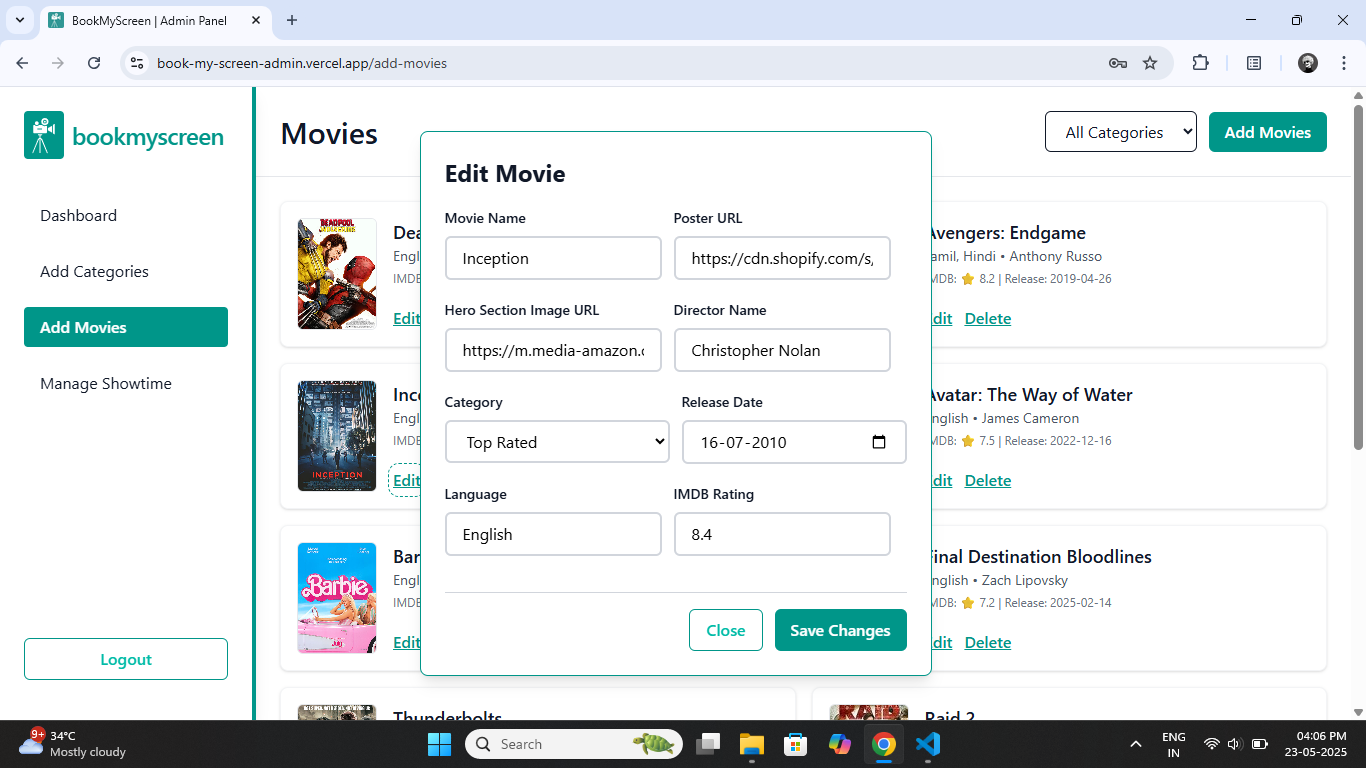 BookMyScreen | Admin Panel
book-my-screen-admin.vercel.app/add-movies
bookmyscreen
Dashboard
Add Categories
Add Movies
Manage Showtime
Logout
Movies
All Categories
Add Movies
DEADPOOL
Dea
Edit
Avengers: Endgame
amil, Hindi • Anthony Russo
IMDB: ⭐ 8.2 | Release: 2019-04-26
dit Delete
INCEPTION
Inc
Engl
IMDB
Edit
Avatar: The Way of Water
nglish • James Cameron
MDB: ⭐ 7.5 | Release: 2022-12-16
dit Delete
Barbie
July
Bar
Engl
IMDB
Edit
Final Destination Bloodlines
nglish • Zach Lipovsky
MDB: ⭐ 7.2 | Release: 2025-02-14
dit Delete
Thunderbolts
RAID
Raid 2
Edit Movie
Movie Name
Poster URL
Inception
https://cdn.shopify.com/s/
Hero Section Image URL
Director Name
https://m.media-amazon.c
Christopher Nolan
Category
Release Date
Top Rated
16-07-2010
Language
IMDB Rating
English
8.4
Close
Save Changes
9+
34°C
Mostly cloudy
Search
ENG
IN
04:06 PM
23-05-2025